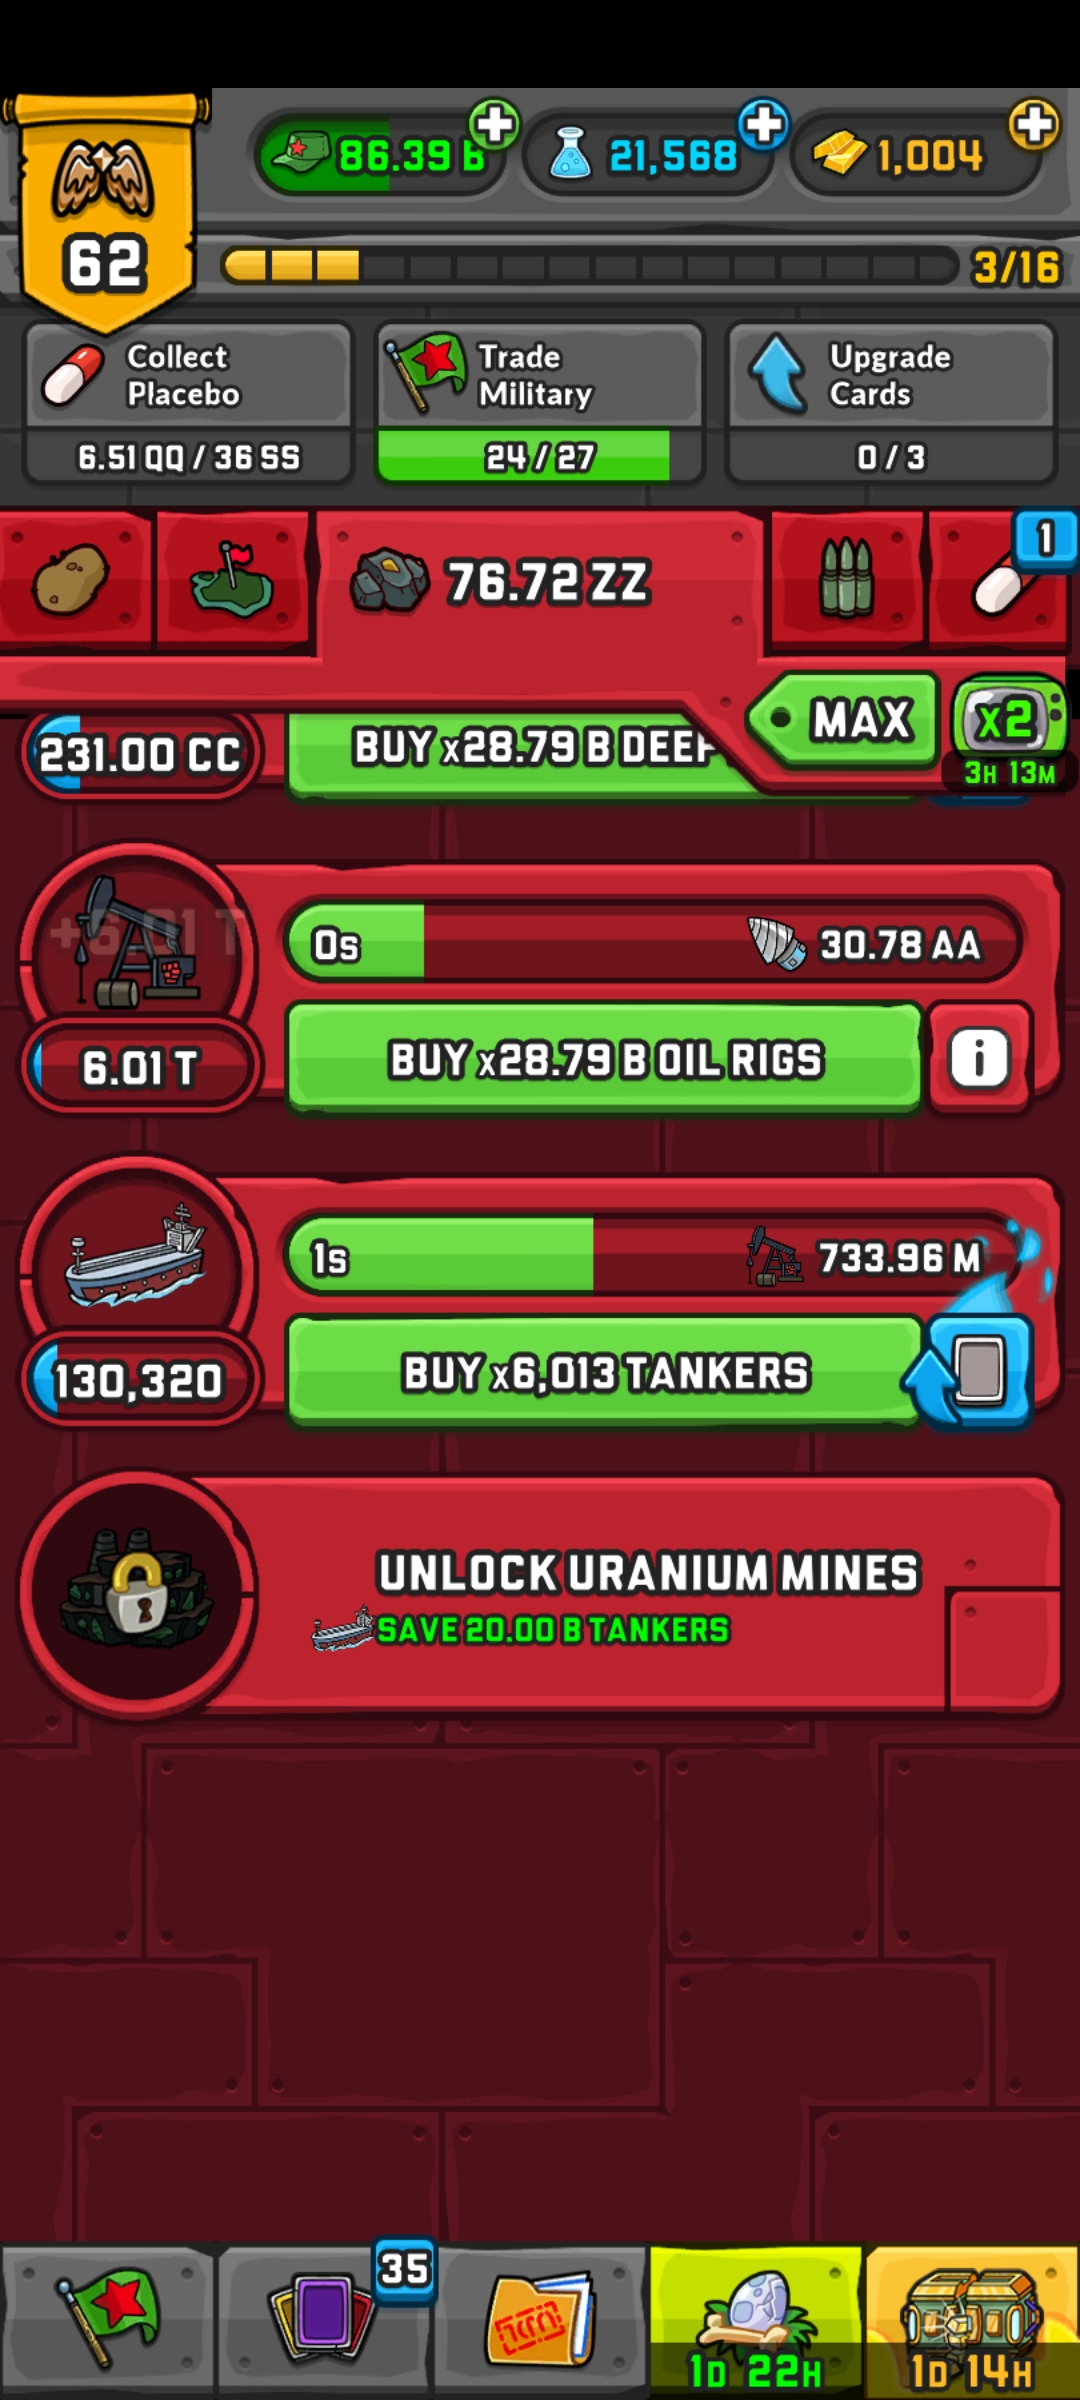 86.39 B
21,568
1,004
62
3/16
Collect
Placebo
6.51 QQ / 36 SS
Trade
Military
24 / 27
Upgrade
Cards
0 / 3
76.72 ZZ
1
MAX
x2
3H 13M
231.00 CC
BUY x28.79 B DEEP
+6.01 T
0s
30.78 AA
6.01 T
BUY x28.79 B OIL RIGS
i
1s
733.96 M
130,320
BUY x6,013 TANKERS
UNLOCK URANIUM MINES
SAVE 20.00 B TANKERS
35
1D 22H
1D 14H